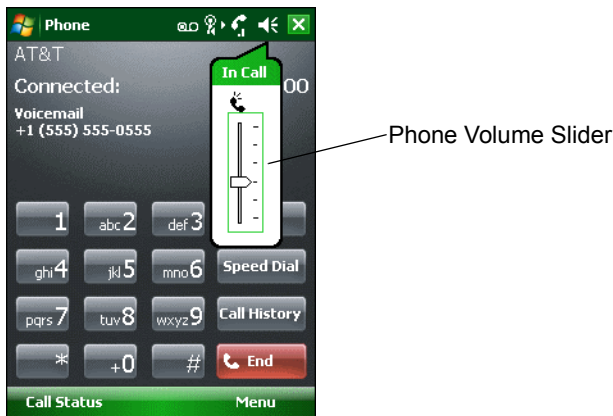 Phone
AT&T
In Call
Connected: 00
Voicemail
+1 (555) 555-0555
Phone Volume Slider
1 abc2 def3
ghi4 jkl5 mno6 Speed Dial
pqrs7 tuv8 wxyz9 Call History
* +0 # End
Call Status Menu